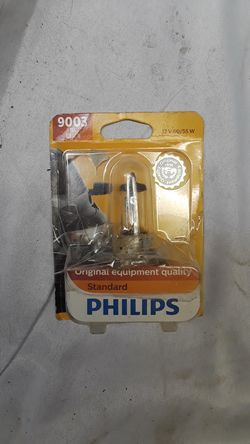 9003
12 V 60/55 W
Original equipment quality
Standard
PHILIPS